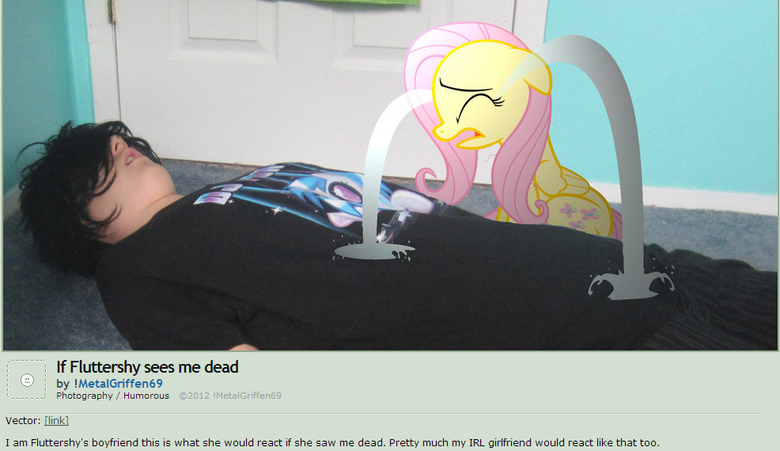 If Fluttershy sees me dead
by !MetalGriffen69
Photography / Humorous ©2012 !MetalGriffen69
Vector: [link]
I am Fluttershy's boyfriend this is what she would react if she saw me dead. Pretty much my IRL girlfriend would react like that too.